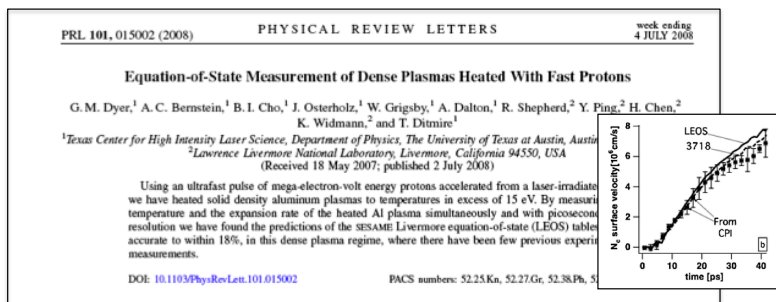 PRL 101, 015002 (2008) PHYSICAL REVIEW LETTERS week ending
4 JULY 2008
Equation-of-State Measurement of Dense Plasmas Heated With Fast Protons
G. M. Dyer,1 A. C. Bernstein,1 B. I. Cho,1 J. Osterholz,1 W. Grigsby,1 A. Dalton,1 R. Shepherd,2 Y. Ping,2 H. Chen,2
K. Widmann,2 and T. Ditmire1
1Texas Center for High Intensity Laser Science, Department of Physics, The University of Texas at Austin, Austin
2Lawrence Livermore National Laboratory, Livermore, California 94550, USA
(Received 18 May 2007; published 2 July 2008)
Using an ultrafast pulse of mega-electron-volt energy protons accelerated from a laser-irradiate
we have heated solid density aluminum plasmas to temperatures in excess of 15 eV. By measuri
temperature and the expansion rate of the heated Al plasma simultaneously and with picosecon
resolution we have found the predictions of the SESAME Livermore equation-of-state (LEOS) table
accurate to within 18%, in this dense plasma regime, where there have been few previous experi
measurements.
DOI: 10.1103/PhysRevLett.101.015002 PACS numbers: 52.25.Kn, 52.27.Gr, 52.38.Ph, 52
8
6
4
2
0
0 10 20 30 40
time [ps]
LEOS
3718
From
CPI
b